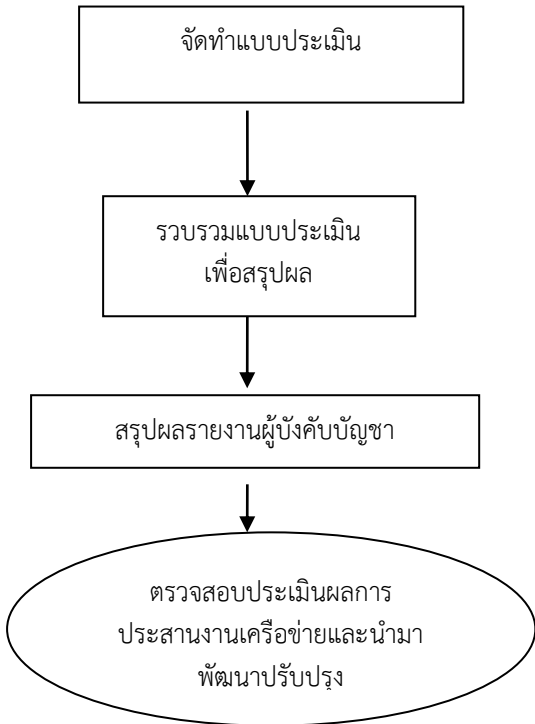 จัดทำแบบประเมิน
รวบรวมแบบประเมิน
เพื่อสรุปผล
สรุปผลรายงานผู้บังคับบัญชา
ตรวจสอบประเมินผลการ
ประสานงานเครือข่ายและนำมา
พัฒนาปรับปรุง